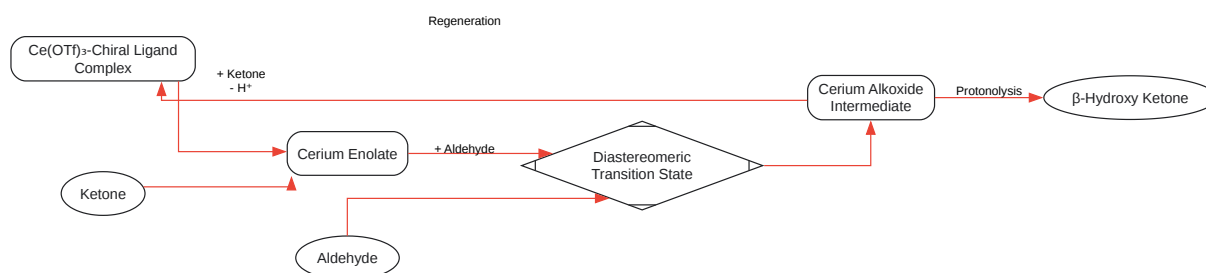 Regeneration
Ce(OTf)₃-Chiral Ligand
Complex
+ Ketone
- H⁺
Cerium Alkoxide
Intermediate
Protonolysis
β-Hydroxy Ketone
Cerium Enolate
+ Aldehyde
Diastereomeric
Transition State
Ketone
Aldehyde